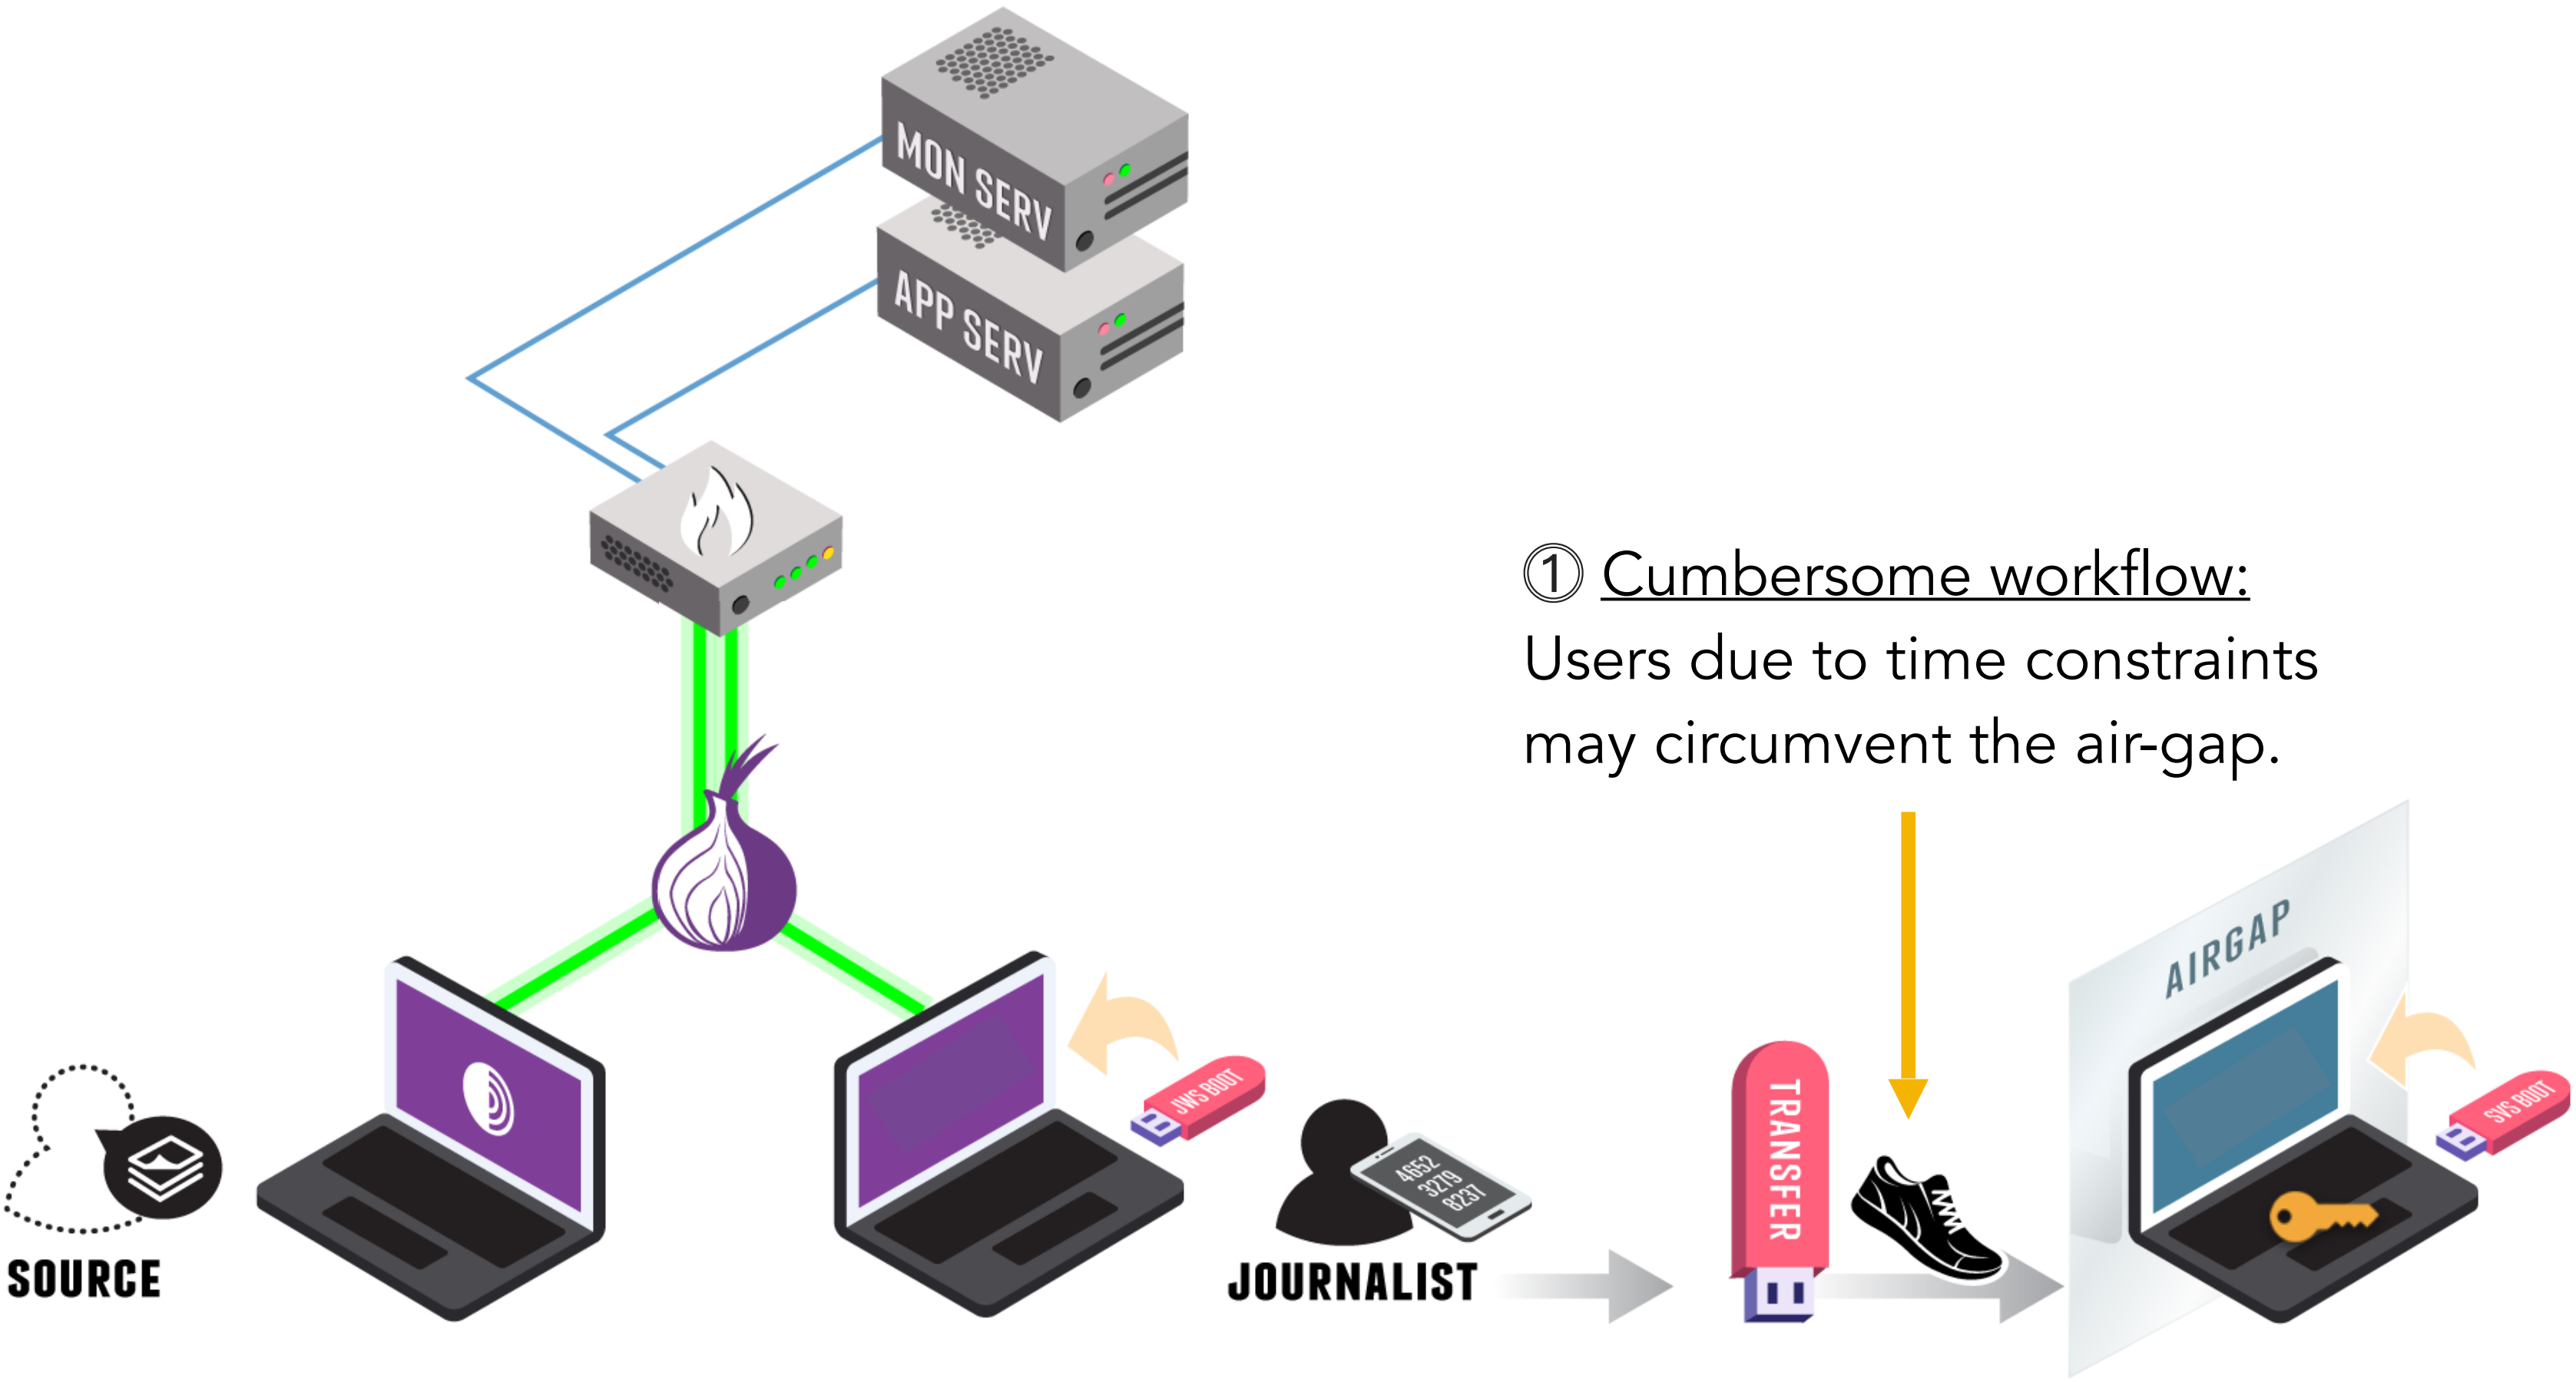 MON SERV
APP SERV
① Cumbersome workflow:
Users due to time constraints
may circumvent the air-gap.
AIRGAP
JWS BOOT
SVS BOOT
TRANSFER
4652
3279
8237
SOURCE
JOURNALIST